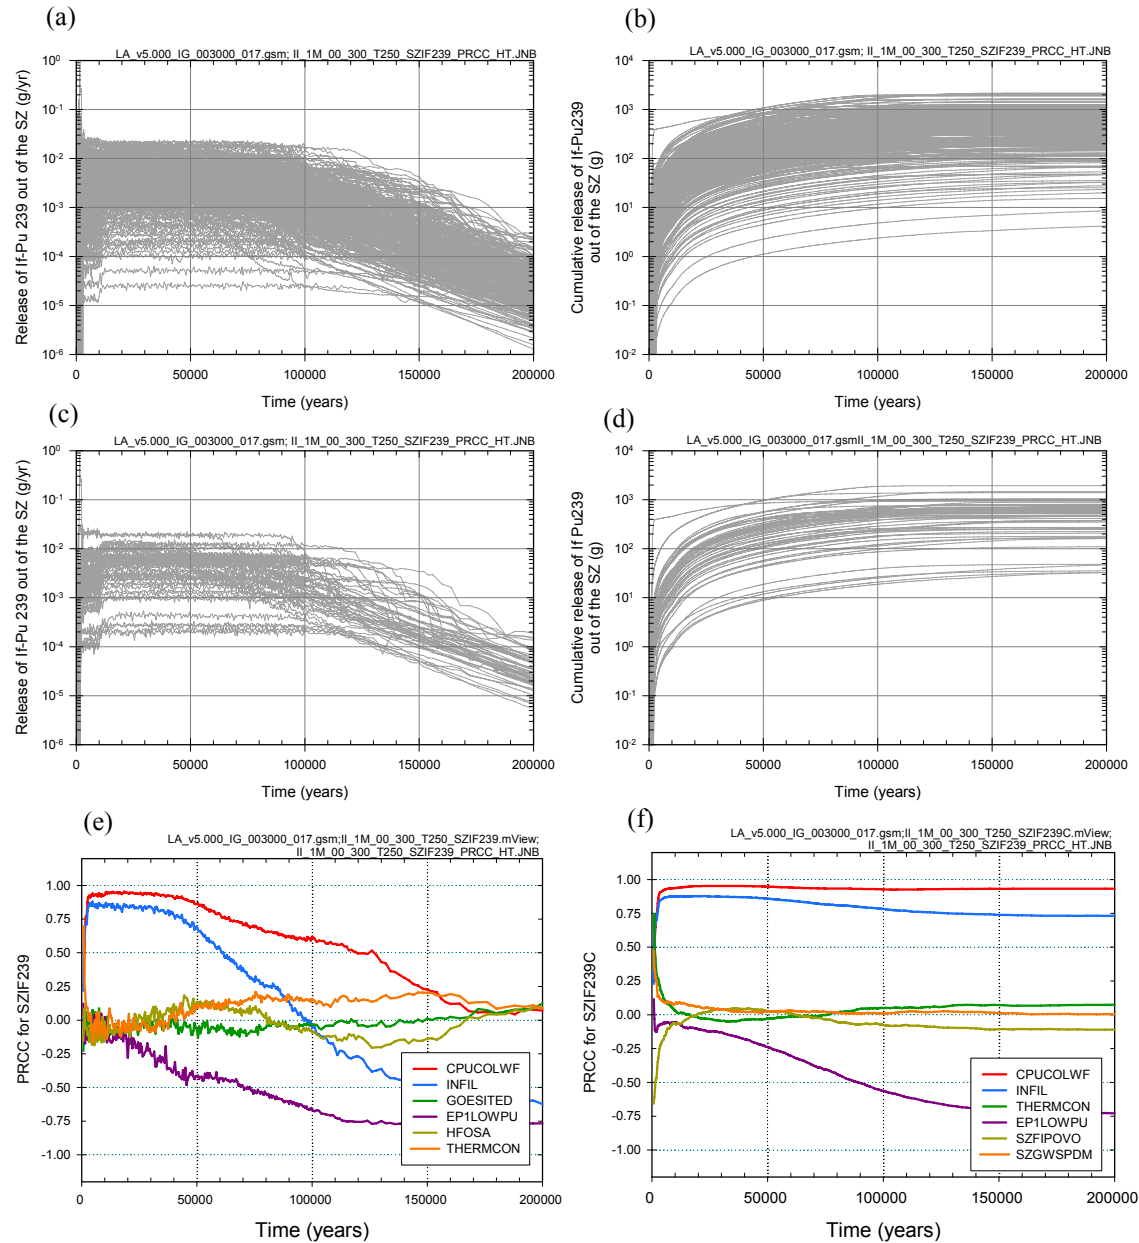 (a)
LA_v5.000_IG_003000_017.gsm; II_1M_00_300_T250_SZIF239_PRCC_HT.JNB
Release of If-Pu 239 out of the SZ (g/yr)
10^0
10^-1
10^-2
10^-3
10^-4
10^-5
10^-6
0 50000 100000 150000 200000
Time (years)
(b)
LA_v5.000_IG_003000_017.gsm; II_1M_00_300_T250_SZIF239_PRCC_HT.JNB
Cumulative release of If-Pu239
out of the SZ (g)
10^4
10^3
10^2
10^1
10^0
10^-1
10^-2
0 50000 100000 150000 200000
Time (years)
(c)
LA_v5.000_IG_003000_017.gsm; II_1M_00_300_T250_SZIF239_PRCC_HT.JNB
Release of If-Pu 239 out of the SZ (g/yr)
10^0
10^-1
10^-2
10^-3
10^-4
10^-5
10^-6
0 50000 100000 150000 200000
Time (years)
(d)
LA_v5.000_IG_003000_017.gsmII_1M_00_300_T250_SZIF239_PRCC_HT.JNB
Cumulative release of If Pu239
out of the SZ (g)
10^4
10^3
10^2
10^1
10^0
10^-1
10^-2
0 50000 100000 150000 200000
Time (years)
(e)
LA_v5.000_IG_003000_017.gsm;II_1M_00_300_T250_SZIF239.mView;
II_1M_00_300_T250_SZIF239_PRCC_HT.JNB
PRCC for SZIF239
1.00
0.75
0.50
0.25
0.00
-0.25
-0.50
-0.75
-1.00
CPUCOLWF
INFIL
GOESITED
EP1LOWPU
HFOSA
THERMCON
0 50000 100000 150000 200000
Time (years)
(f)
LA_v5.000_IG_003000_017.gsm;II_1M_00_300_T250_SZIF239C.mView;
II_1M_00_300_T250_SZIF239_PRCC_HT.JNB
PRCC for SZIF239C
1.00
0.75
0.50
0.25
0.00
-0.25
-0.50
-0.75
-1.00
CPUCOLWF
INFIL
THERMCON
EP1LOWPU
SZFIPOVO
SZGWSPDM
0 50000 100000 150000 200000
Time (years)